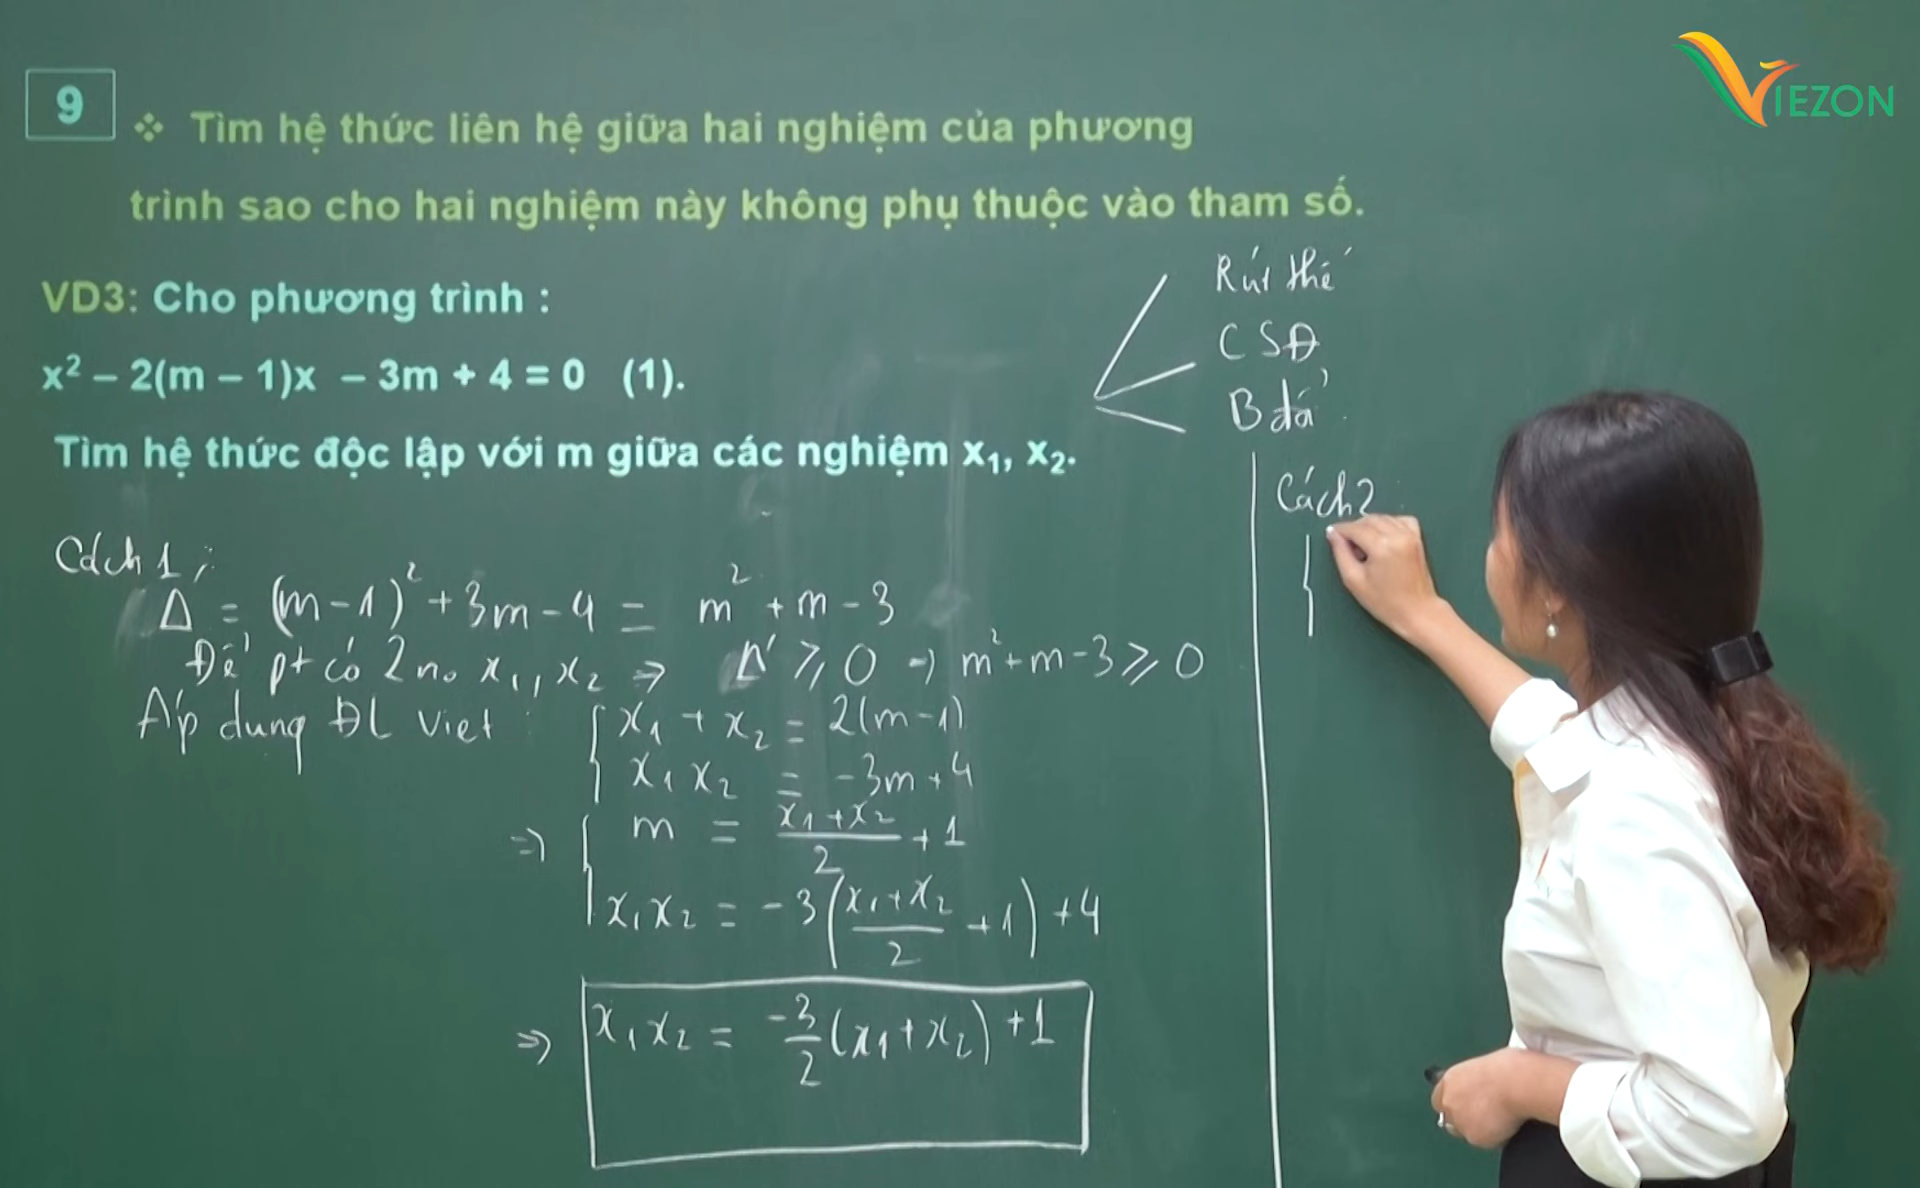 VIEZON
9
❖ Tìm hệ thức liên hệ giữa hai nghiệm của phương
trình sao cho hai nghiệm này không phụ thuộc vào tham số.
VD3: Cho phương trình :
x² – 2(m – 1)x – 3m + 4 = 0 (1).
Tìm hệ thức độc lập với m giữa các nghiệm x₁, x₂.
Rút thế
CSĐ
B đá
Cách 1:
Δ = (m-1)² + 3m - 4 = m² + m - 3
Để pt có 2 n₀ x₁, x₂ => Δ' ⩾ 0 -> m² + m - 3 ⩾ 0
Áp dụng ĐL Viet :
{ x₁ + x₂ = 2(m-1)
x₁ x₂ = -3m + 4
=> { m = (x₁+x₂)/2 + 1
x₁x₂ = -3((x₁+x₂)/2 + 1) + 4
=> x₁x₂ = -3/2 (x₁+x₂) + 1
Cách 2
{